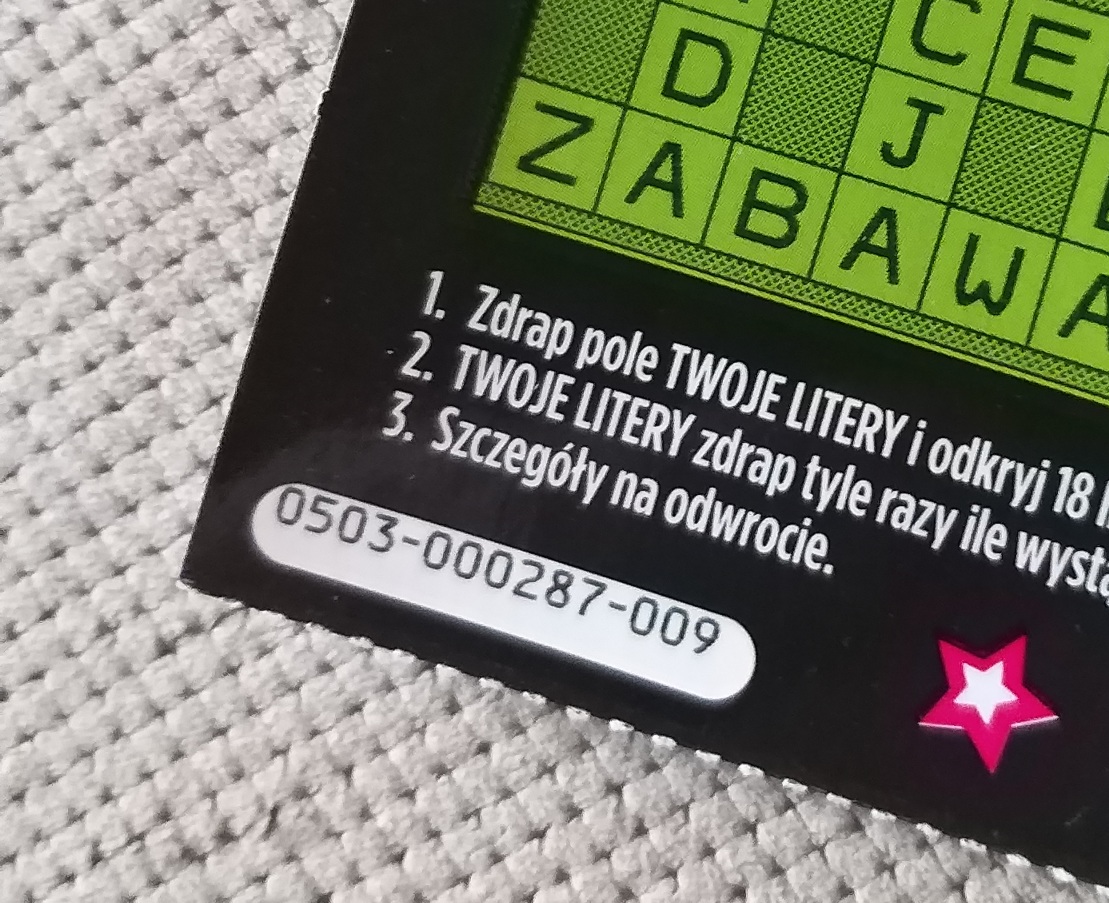 C E
D
J
Z A B A W A
1. Zdrap pole TWOJE LITERY i odkryj 18
2. TWOJE LITERY zdrap tyle razy ile
3. Szczegóły na odwrocie.
0503-000287-009